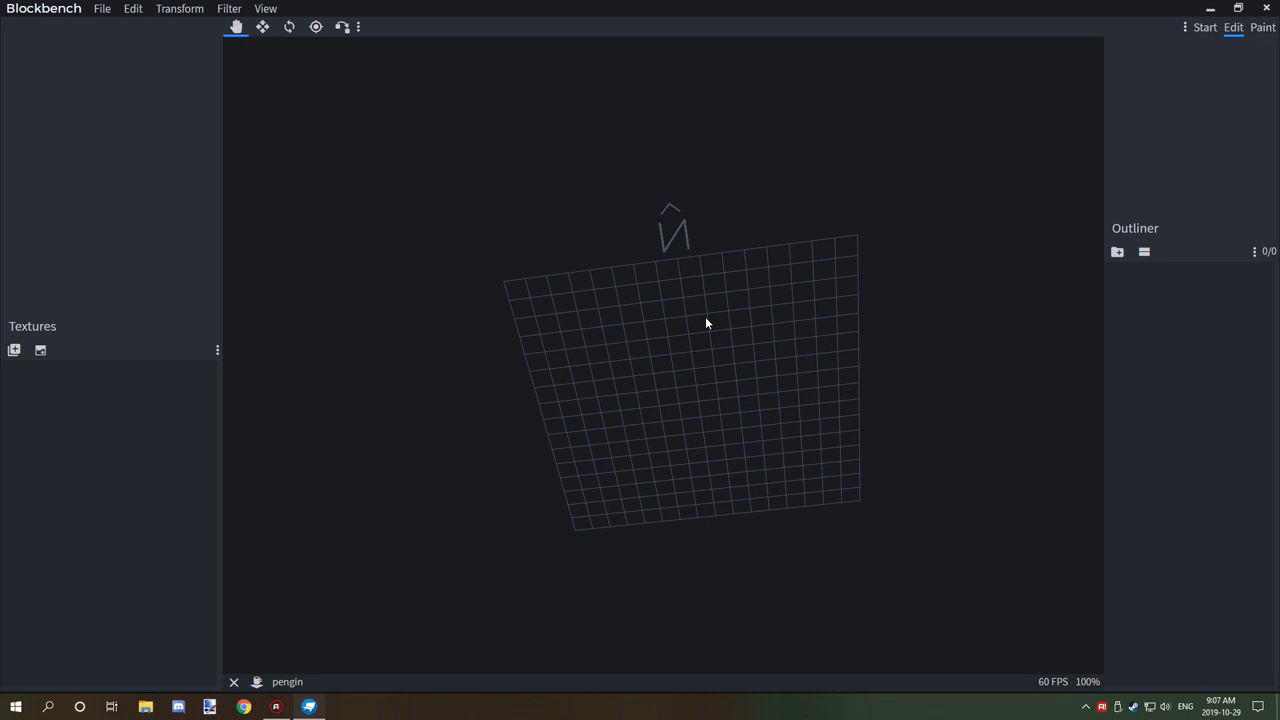 Blockbench File Edit Transform Filter View
Start Edit Paint
N
Outliner
0/0
Textures
pengin
60 FPS 100%
ENG
9:07 AM
2019-10-29